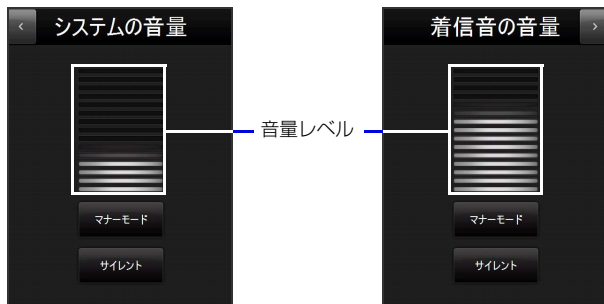 システムの音量
着信音の音量
音量レベル
マナーモード
マナーモード
サイレント
サイレント